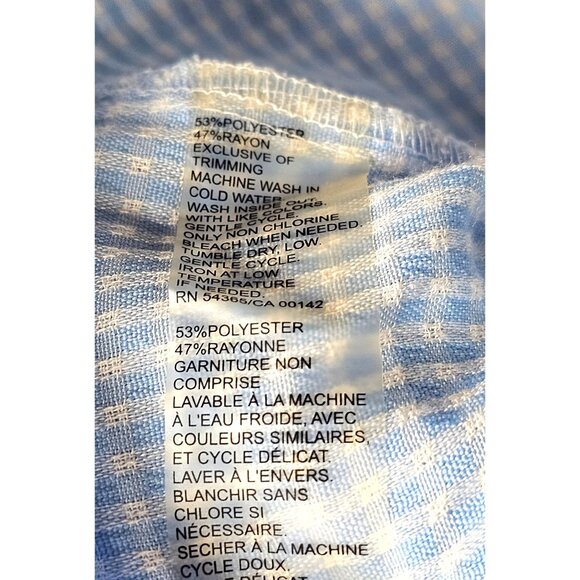 53%POLYESTER
47%RAYON
EXCLUSIVE OF
TRIMMING
MACHINE WASH IN
COLD WATER
WASH INSIDE OUT
WITH LIKE COLORS.
GENTLE CYCLE.
ONLY NON CHLORINE
BLEACH WHEN NEEDED.
TUMBLE DRY, LOW.
GENTLE CYCLE.
IRON AT LOW
TEMPERATURE
IF NEEDED.
RN 54365/CA 00142
53%POLYESTER
47%RAYONNE
GARNITURE NON
COMPRISE
LAVABLE À LA MACHINE
À L'EAU FROIDE, AVEC
COULEURS SIMILAIRES,
ET CYCLE DÉLICAT.
LAVER À L'ENVERS.
BLANCHIR SANS
CHLORE SI
NÉCESSAIRE.
SECHER À LA MACHINE
CYCLE DOUX.